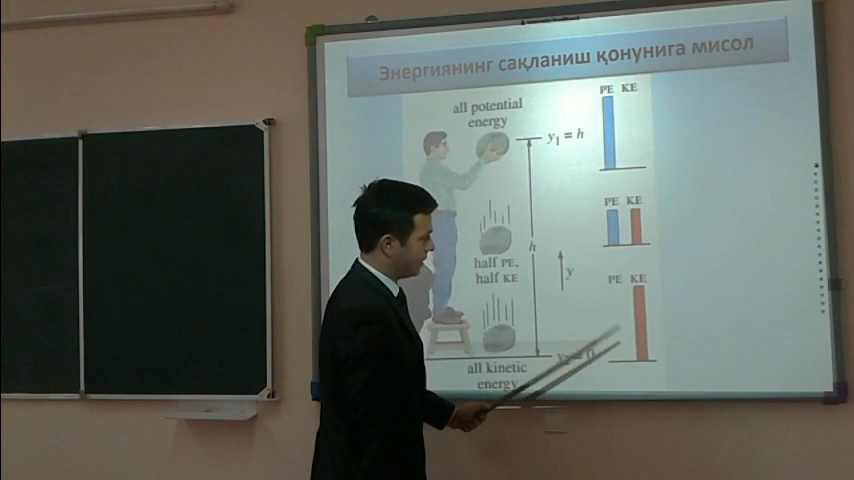 Энергиянинг сақланиш қонунига мисол
all potential
energy
y₁ = h
PE KE
PE KE
half PE,
half KE
h
y
PE KE
all kinetic
energy